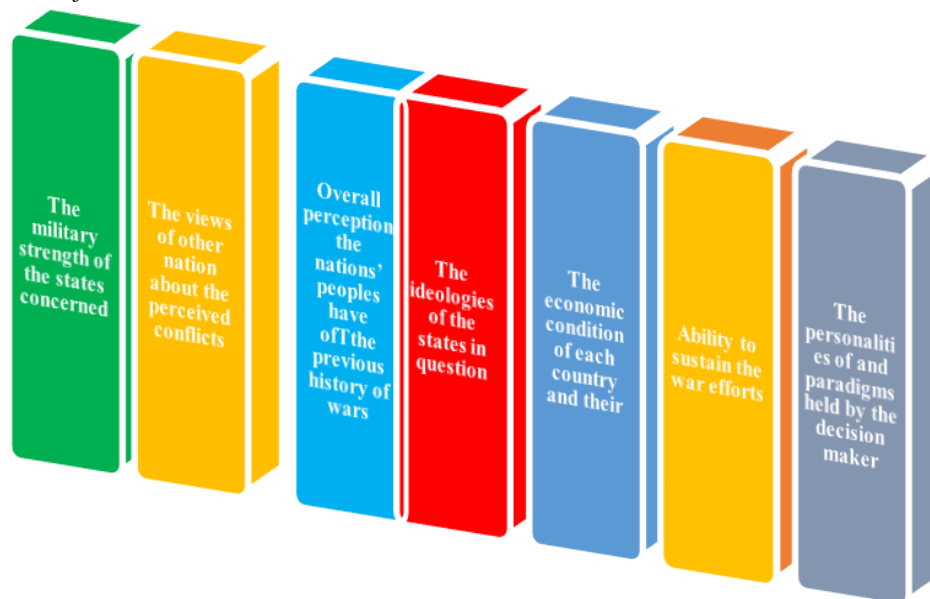 The
military
strength of
the states
concerned
The views
of other
nation
about the
perceived
conflicts
Overall
perception
the
nations’
peoples
have
ofTthe
previous
history of
wars
The
ideologies
of the
states in
question
The
economic
condition
of each
country
and their
Ability to
sustain the
war efforts
The
personaliti
es of and
paradigms
held by the
decision
maker